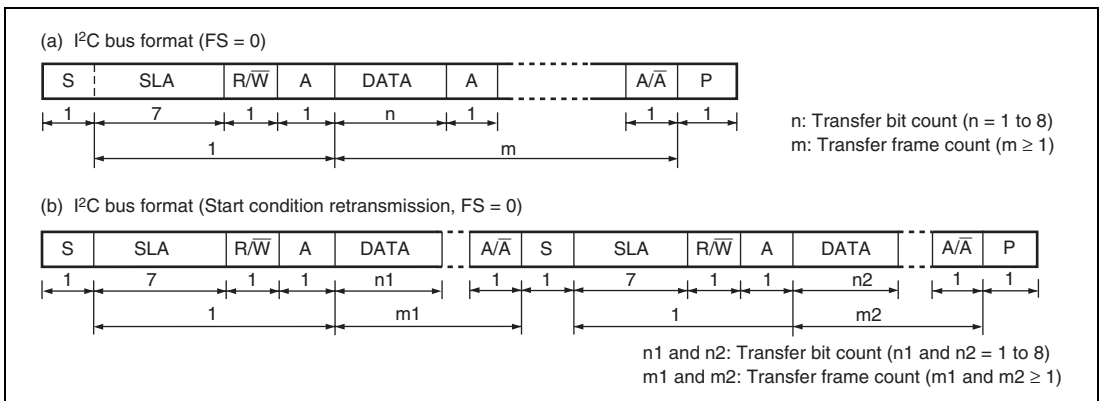 (a) I²C bus format (FS = 0)
S SLA R/W̅ A DATA A A/A̅ P
1 7 1 1 n 1 1 1
1 m
n: Transfer bit count (n = 1 to 8)
m: Transfer frame count (m ≥ 1)
(b) I²C bus format (Start condition retransmission, FS = 0)
S SLA R/W̅ A DATA A/A̅ S SLA R/W̅ A DATA A/A̅ P
1 7 1 1 n1 1 1 7 1 1 n2 1 1
1 m1 1 m2
n1 and n2: Transfer bit count (n1 and n2 = 1 to 8)
m1 and m2: Transfer frame count (m1 and m2 ≥ 1)